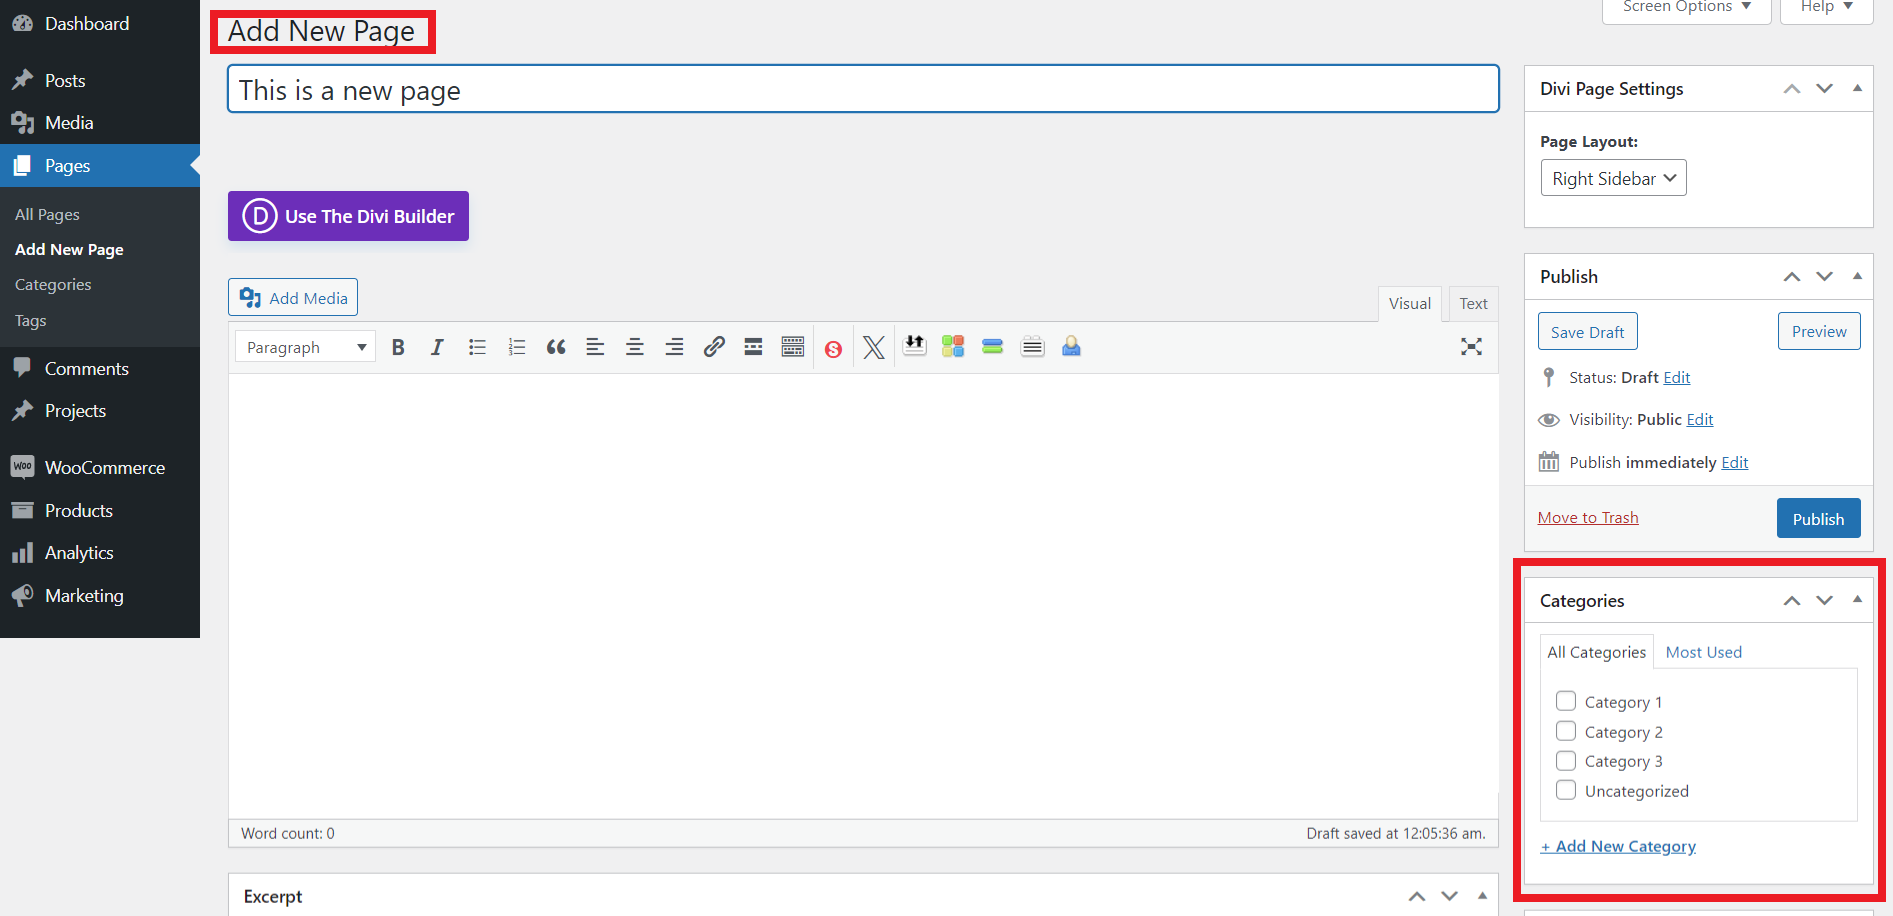 Dashboard
Posts
Media
Pages
All Pages
Add New Page
Categories
Tags
Comments
Projects
WooCommerce
Products
Analytics
Marketing
Add New Page
Screen Options
Help
This is a new page
D Use The Divi Builder
Add Media
Visual
Text
Paragraph
B
I
Word count: 0
Draft saved at 12:05:36 am.
Excerpt
Divi Page Settings
Page Layout:
Right Sidebar
Publish
Save Draft
Preview
Status: Draft Edit
Visibility: Public Edit
Publish immediately Edit
Move to Trash
Publish
Categories
All Categories
Most Used
Category 1
Category 2
Category 3
Uncategorized
+ Add New Category